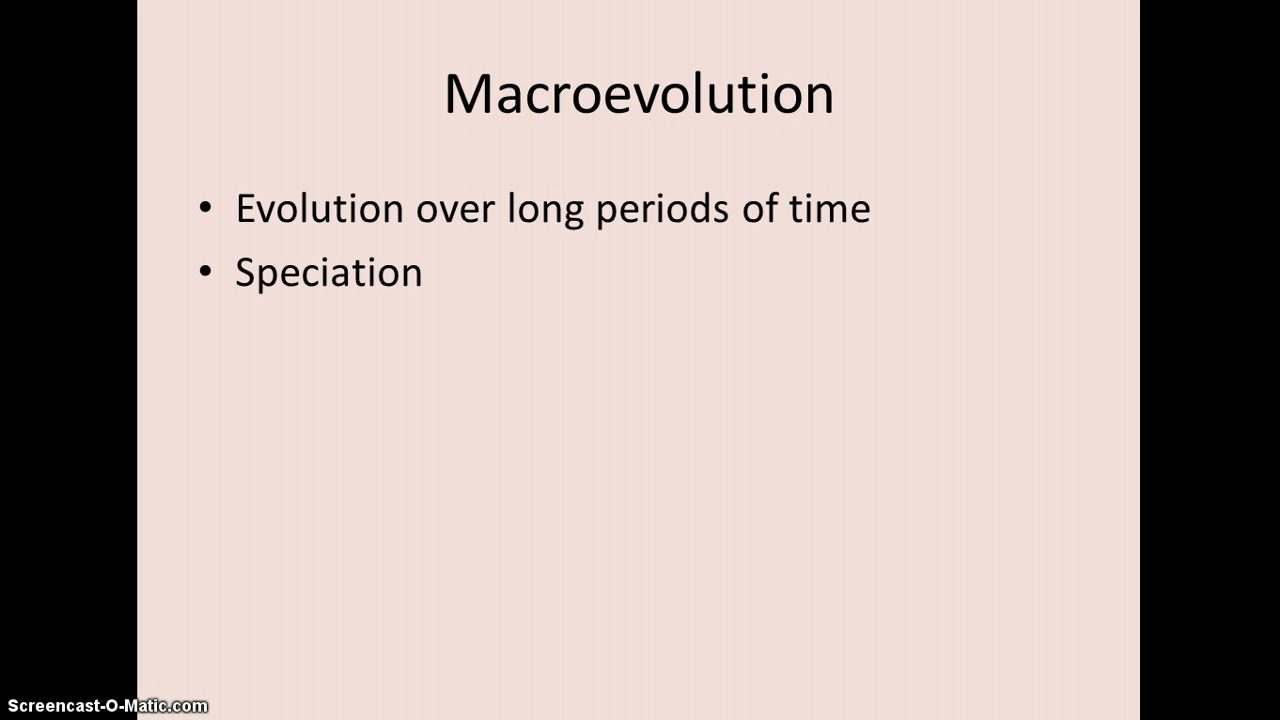 Macroevolution
• Evolution over long periods of time
• Speciation
Screencast-O-Matic.com